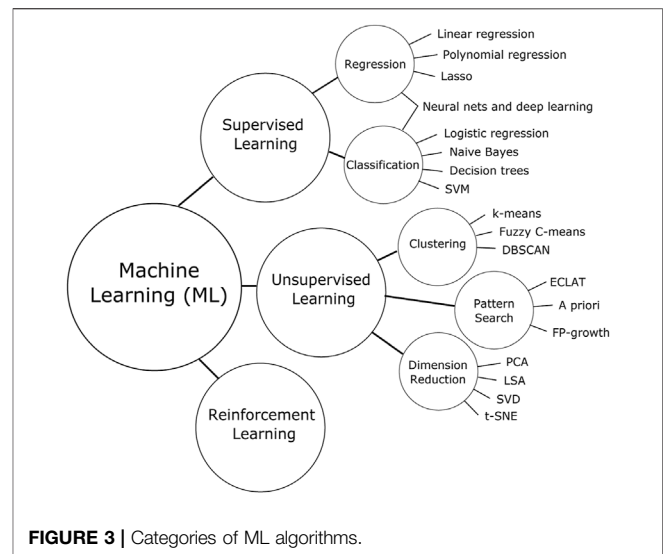 Linear regression
Polynomial regression
Lasso
Regression
Neural nets and deep learning
Supervised
Learning
Logistic regression
Naive Bayes
Decision trees
SVM
Classification
k-means
Fuzzy C-means
DBSCAN
Clustering
Machine
Learning (ML)
Unsupervised
Learning
ECLAT
A priori
FP-growth
Pattern
Search
PCA
LSA
SVD
t-SNE
Dimension
Reduction
Reinforcement
Learning
FIGURE 3 | Categories of ML algorithms.